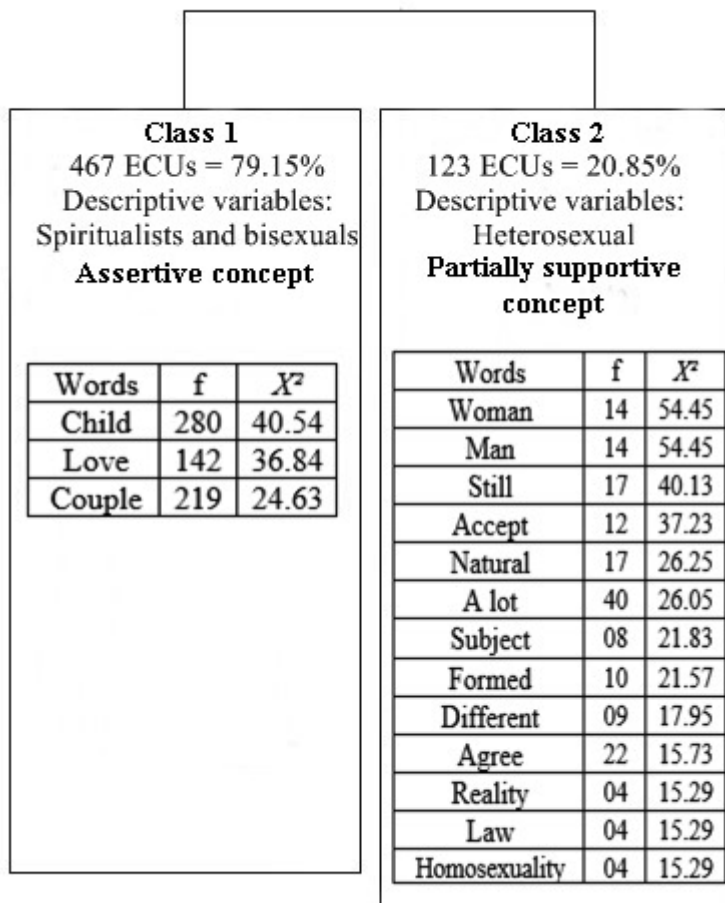 Class 1
467 ECUs = 79.15%
Descriptive variables:
Spiritualists and bisexuals
Assertive concept
Words f X²
Child 280 40.54
Love 142 36.84
Couple 219 24.63
Class 2
123 ECUs = 20.85%
Descriptive variables:
Heterosexual
Partially supportive
concept
Words f X²
Woman 14 54.45
Man 14 54.45
Still 17 40.13
Accept 12 37.23
Natural 17 26.25
A lot 40 26.05
Subject 08 21.83
Formed 10 21.57
Different 09 17.95
Agree 22 15.73
Reality 04 15.29
Law 04 15.29
Homosexuality 04 15.29